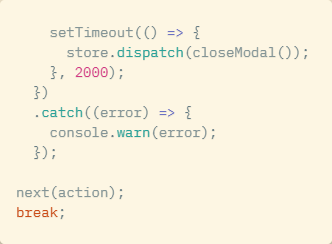 setTimeout(() => {
      store.dispatch(closeModal());
    }, 2000);
  })
  .catch((error) => {
    console.warn(error);
  });

next(action);
break;